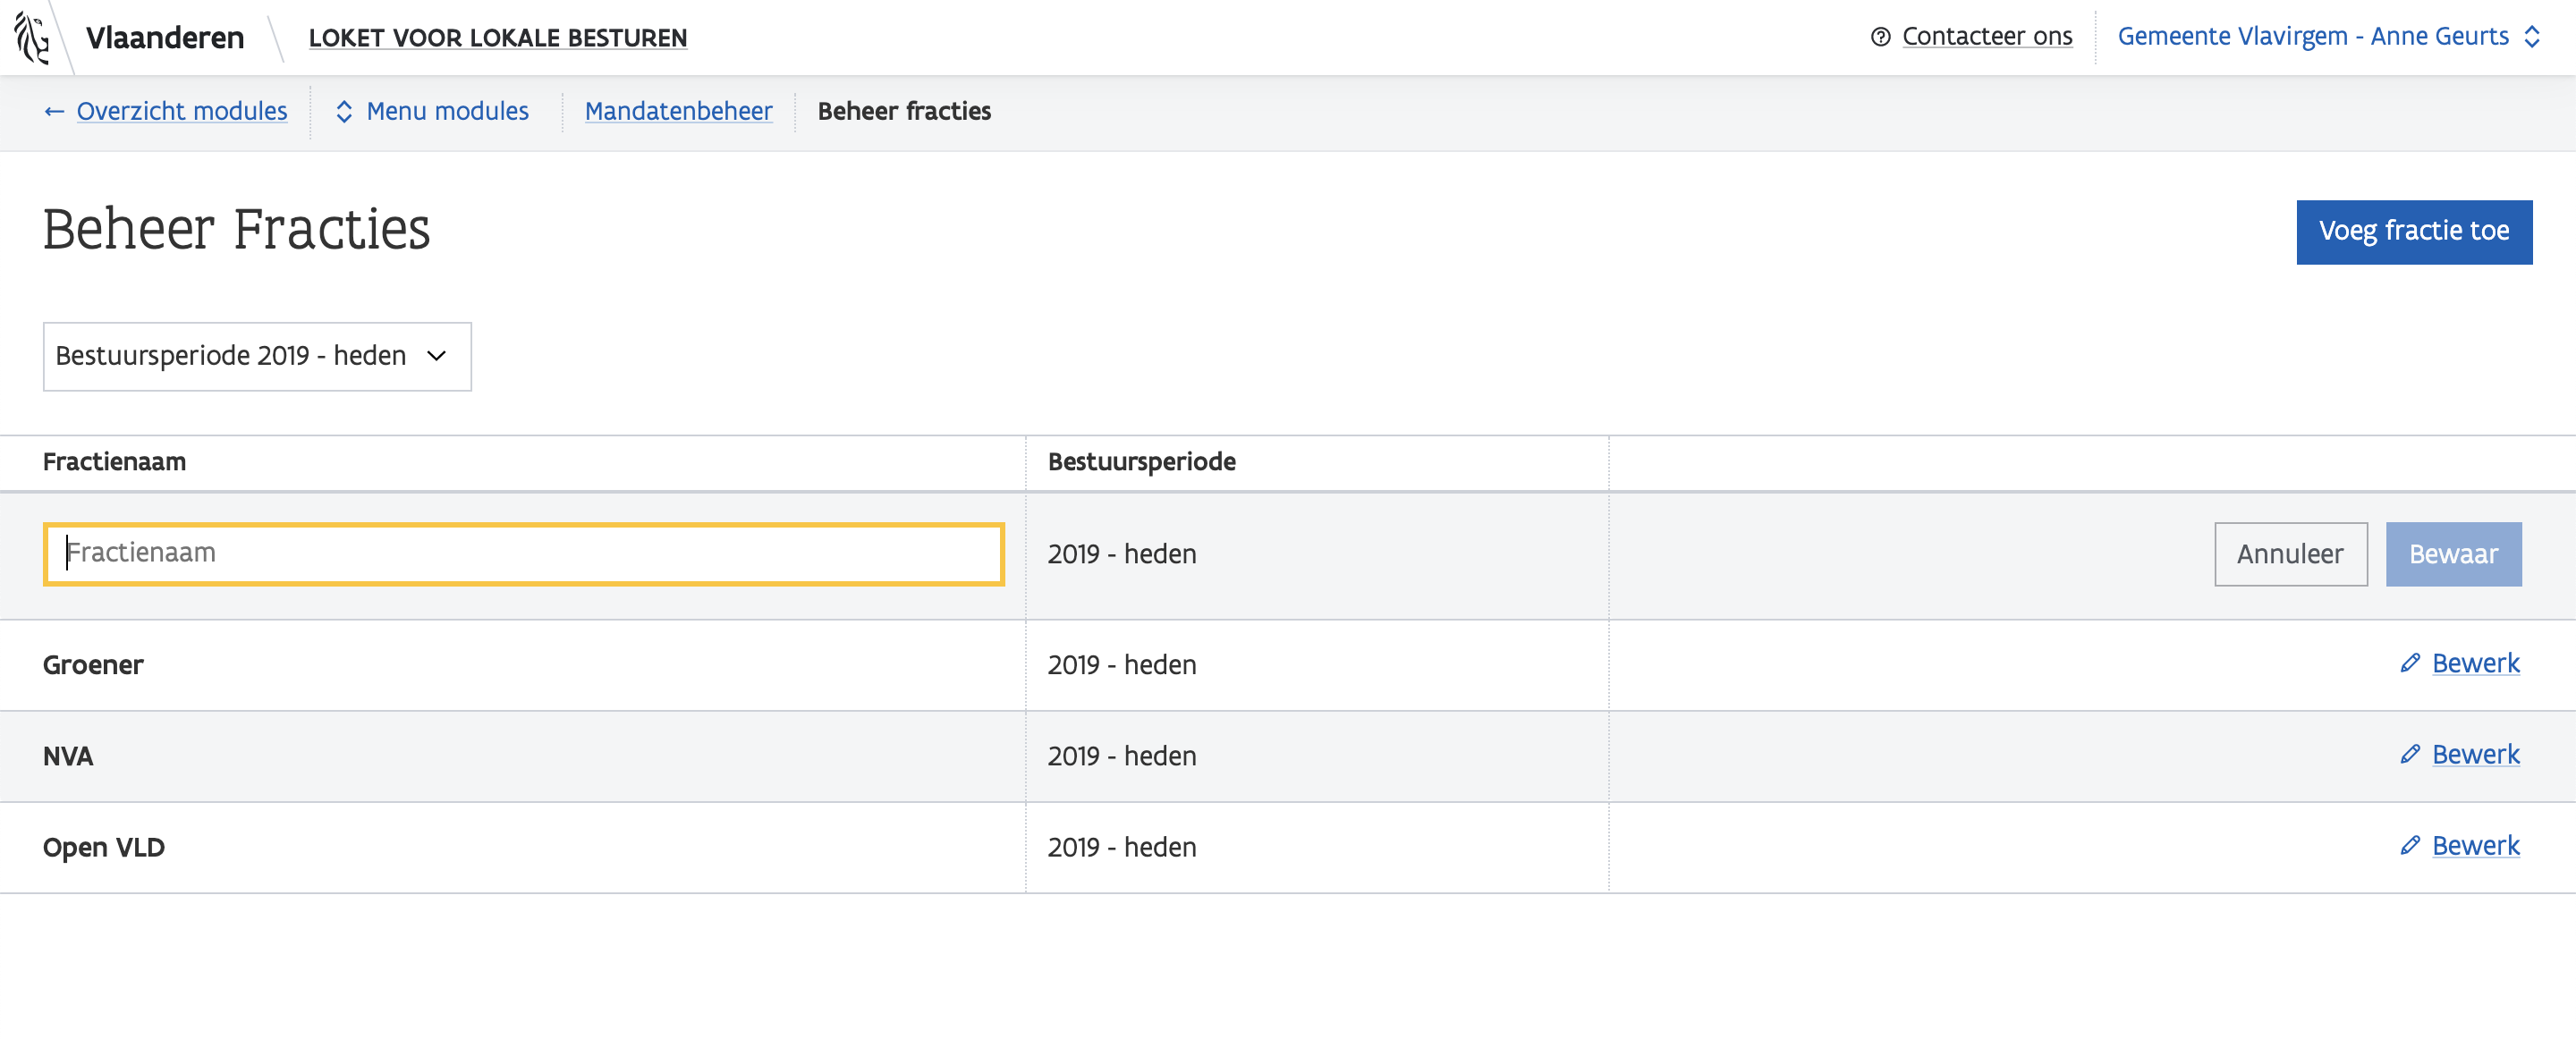 Vlaanderen LOKET VOOR LOKALE BESTUREN Contacteer ons Gemeente Vlavirgem - Anne Geurts
← Overzicht modules Menu modules Mandatenbeheer Beheer fracties
Beheer Fracties Voeg fractie toe
Bestuursperiode 2019 - heden
Fractienaam Bestuursperiode
Fractienaam 2019 - heden Annuleer Bewaar
Groener 2019 - heden Bewerk
NVA 2019 - heden Bewerk
Open VLD 2019 - heden Bewerk